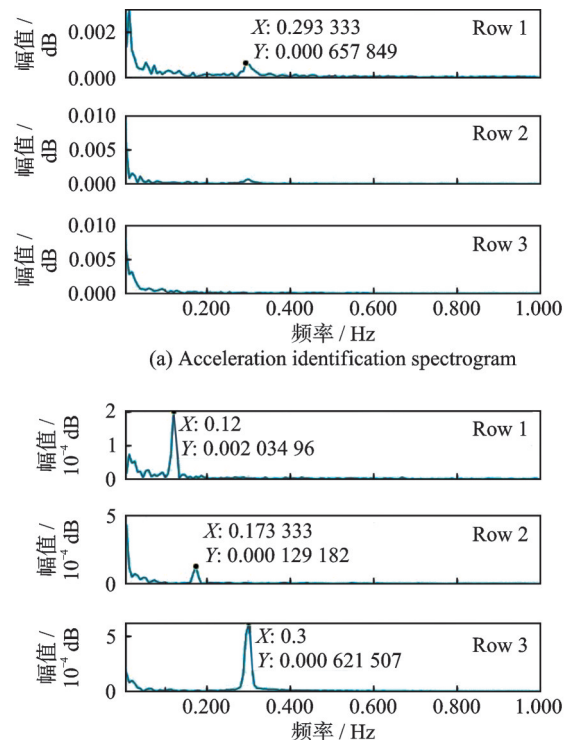 幅值 /
dB
0.002
0.000
X: 0.293 333
Y: 0.000 657 849
Row 1
幅值 /
dB
0.010
0.005
0.000
Row 2
幅值 /
dB
0.010
0.005
0.000
Row 3
0.200 0.400 0.600 0.800 1.000
频率 / Hz
(a) Acceleration identification spectrogram
幅值 /
10⁻⁴ dB
2
1
0
X: 0.12
Y: 0.002 034 96
Row 1
幅值 /
10⁻⁴ dB
5
0
X: 0.173 333
Y: 0.000 129 182
Row 2
幅值 /
10⁻⁴ dB
5
0
X: 0.3
Y: 0.000 621 507
Row 3
0.200 0.400 0.600 0.800 1.000
频率 / Hz